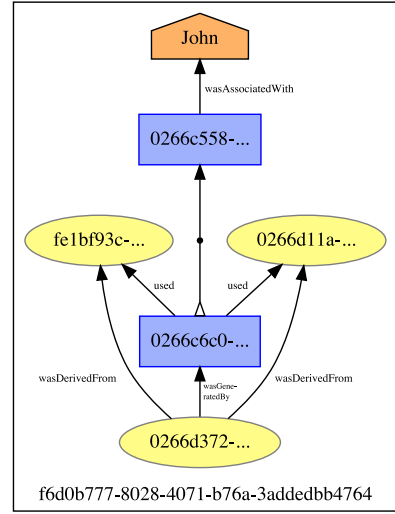 John
wasAssociatedWith
0266c558-...
fe1bf93c-...
0266d11a-...
used
used
0266c6c0-...
wasDerivedFrom
wasGene-
ratedBy
wasDerivedFrom
0266d372-...
f6d0b777-8028-4071-b76a-3addedbb4764